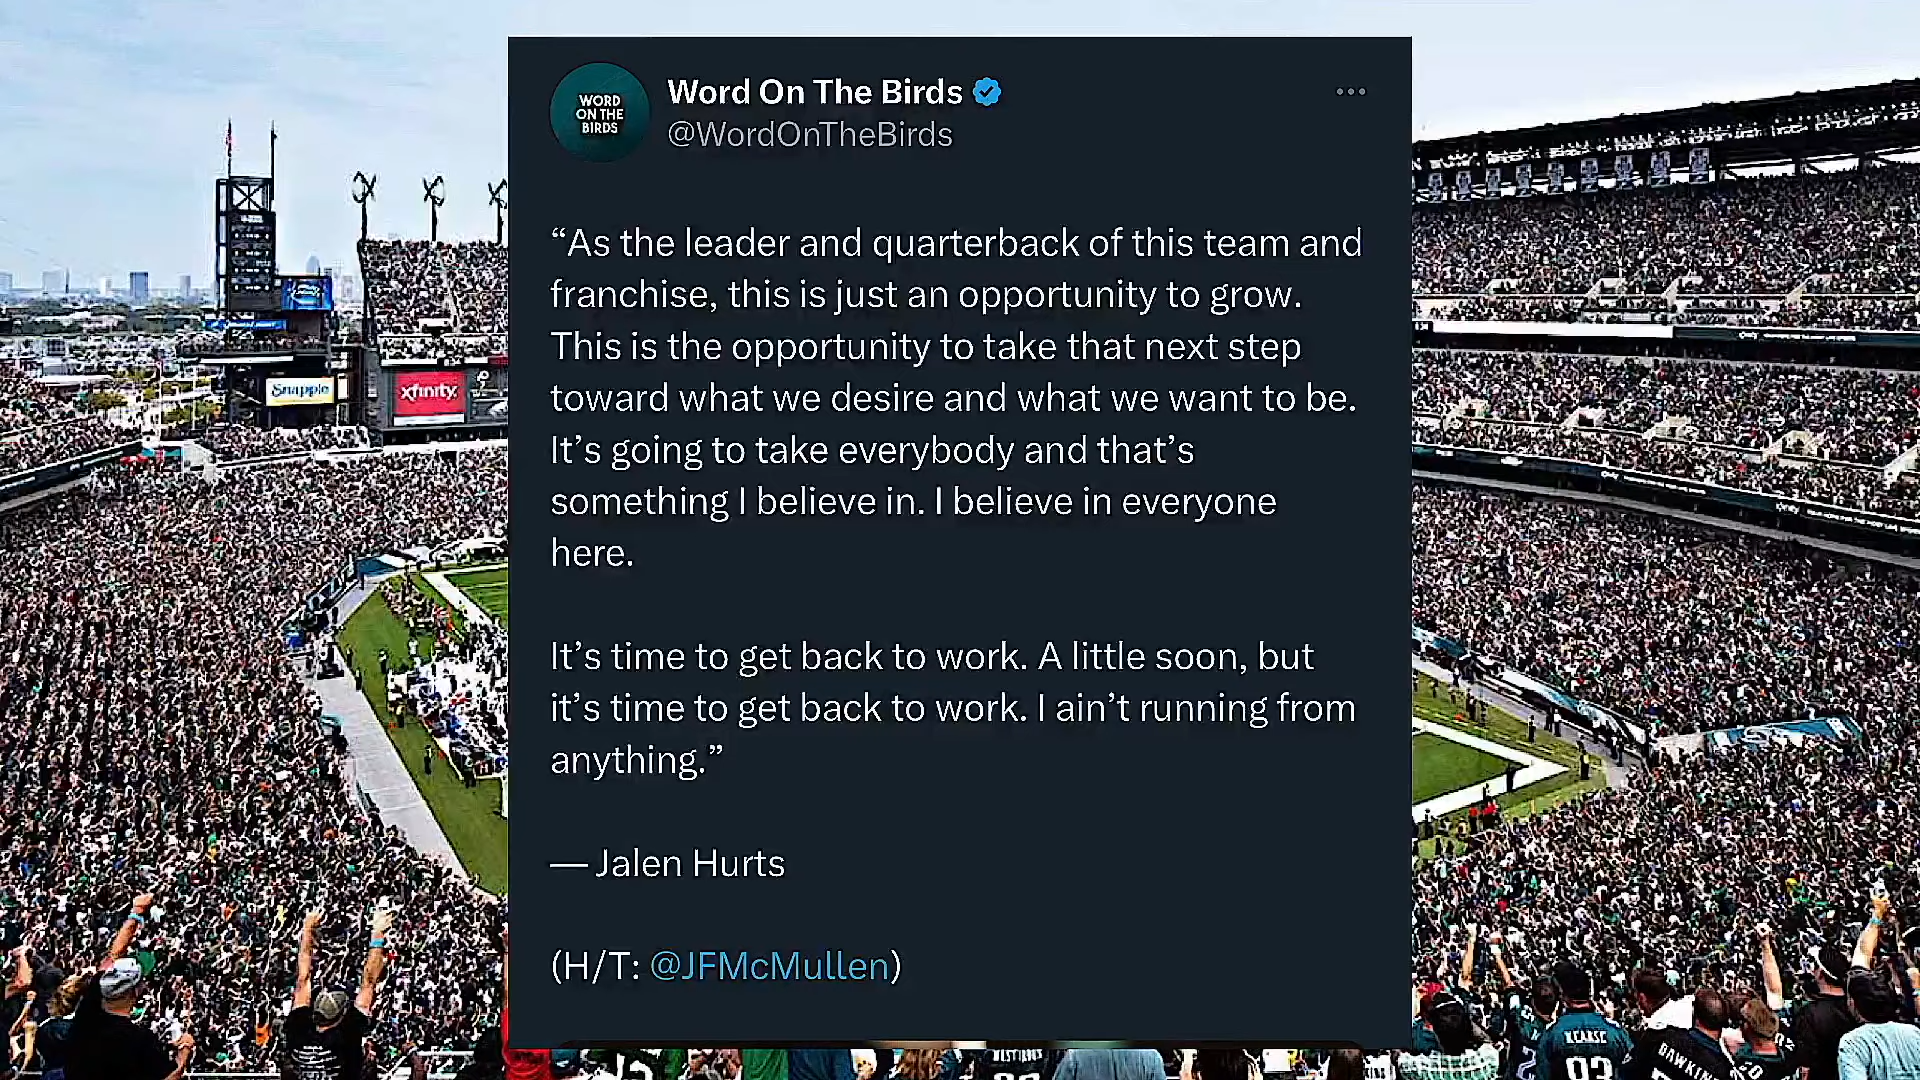 WORD
ON THE
BIRDS
Word On The Birds
@WordOnTheBirds
“As the leader and quarterback of this team and
franchise, this is just an opportunity to grow.
This is the opportunity to take that next step
toward what we desire and what we want to be.
It’s going to take everybody and that’s
something I believe in. I believe in everyone
here.
It’s time to get back to work. A little soon, but
it’s time to get back to work. I ain’t running from
anything.”
— Jalen Hurts
(H/T: @JFMcMullen)
Snapple
xfinity
KEARSE
93
DAWKINS
20